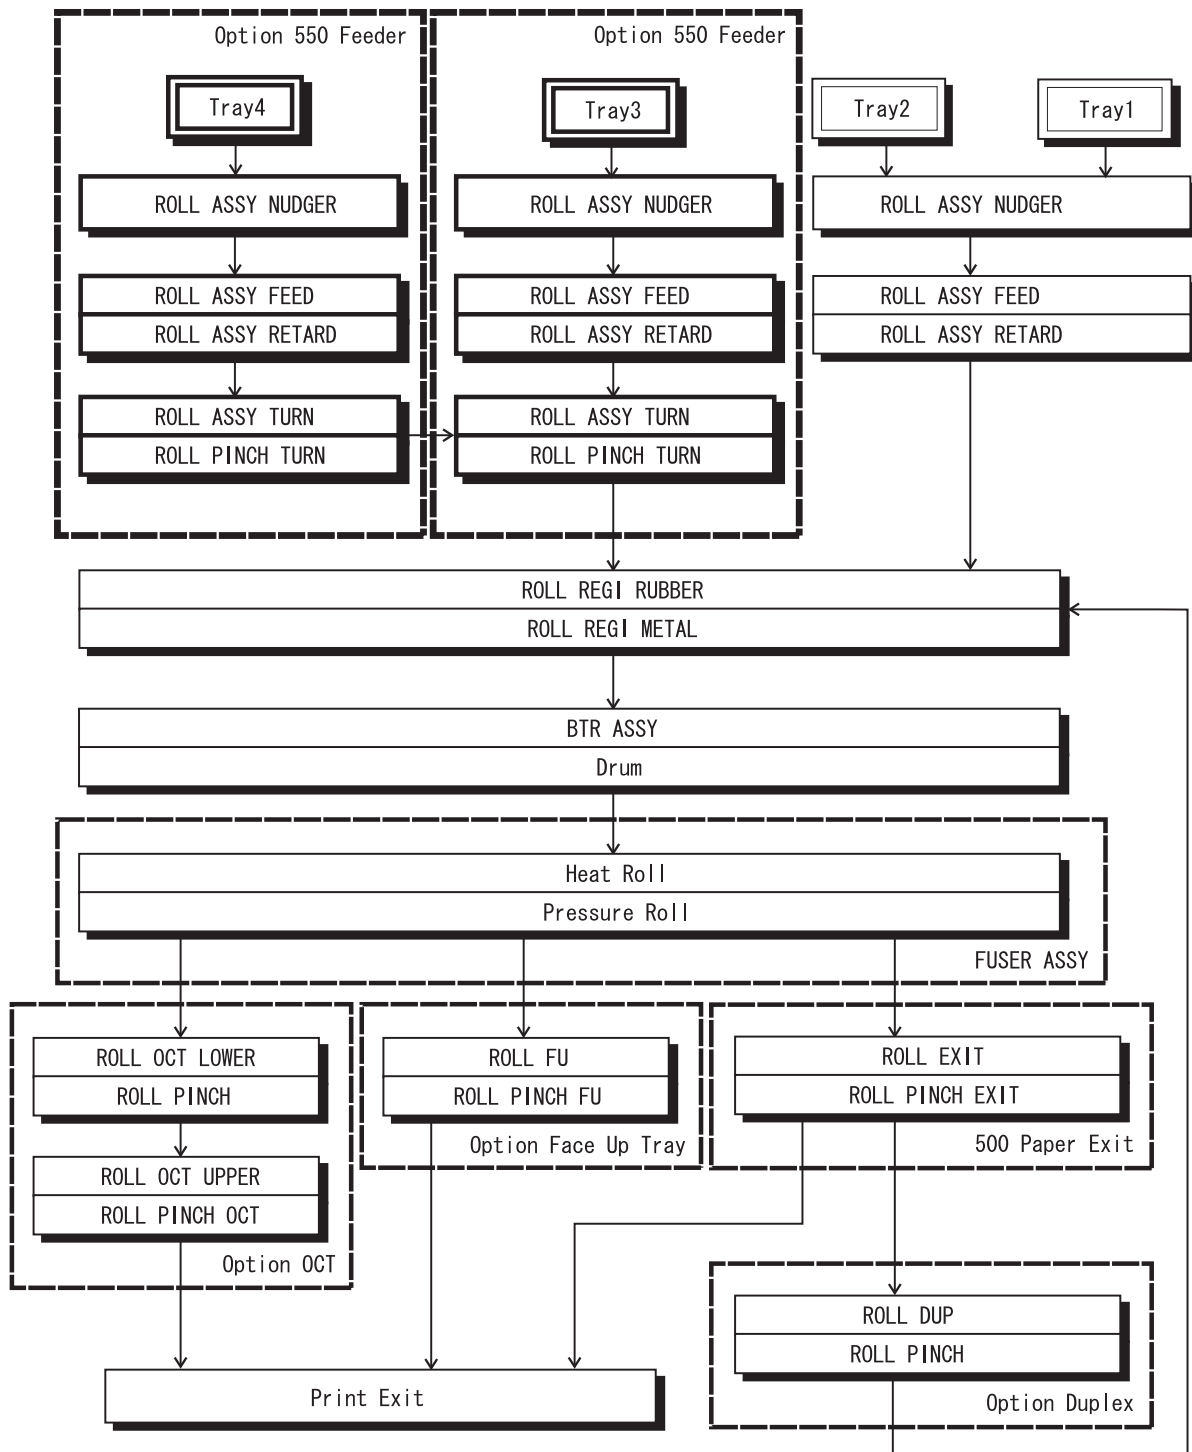 Option 550 Feeder
Tray4
ROLL ASSY NUDGER
ROLL ASSY FEED
ROLL ASSY RETARD
ROLL ASSY TURN
ROLL PINCH TURN
Option 550 Feeder
Tray3
ROLL ASSY NUDGER
ROLL ASSY FEED
ROLL ASSY RETARD
ROLL ASSY TURN
ROLL PINCH TURN
Tray2
Tray1
ROLL ASSY NUDGER
ROLL ASSY FEED
ROLL ASSY RETARD
ROLL REGI RUBBER
ROLL REGI METAL
BTR ASSY
Drum
Heat Roll
Pressure Roll
FUSER ASSY
ROLL OCT LOWER
ROLL PINCH
ROLL OCT UPPER
ROLL PINCH OCT
Option OCT
ROLL FU
ROLL PINCH FU
Option Face Up Tray
ROLL EXIT
ROLL PINCH EXIT
500 Paper Exit
ROLL DUP
ROLL PINCH
Option Duplex
Print Exit